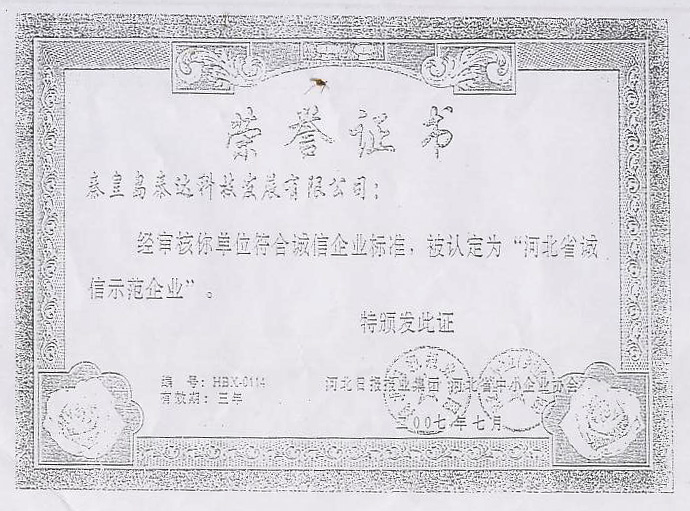 荣誉证书
秦皇岛泰达科技发展有限公司：
经审核你单位符合诚信企业标准，被认定为“河北省诚
信示范企业”。
特颁发此证
编 号：HBX-0114
有效期：三年
河北日报报业集团 河北省中小企业协会
二00七年七月